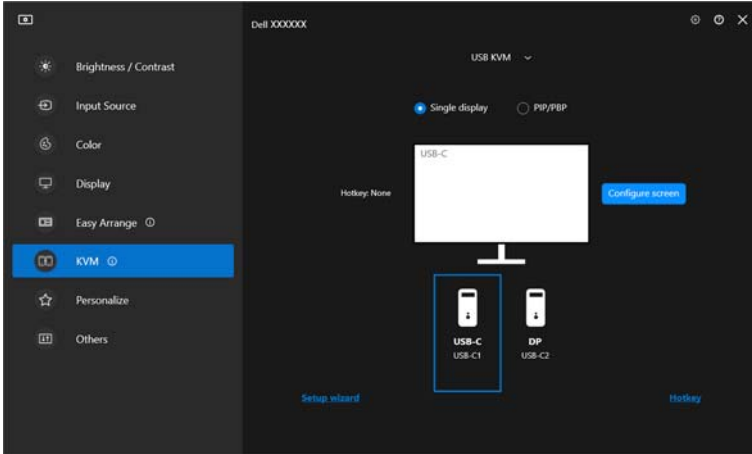 Dell XXXXXX
Brightness / Contrast
Input Source
Color
Display
Easy Arrange
KVM
Personalize
Others
USB KVM
Single display
PIP/PBP
USB-C
Hotkey: None
Configure screen
USB-C
USB-C1
DP
USB-C2
Setup wizard
Hotkey